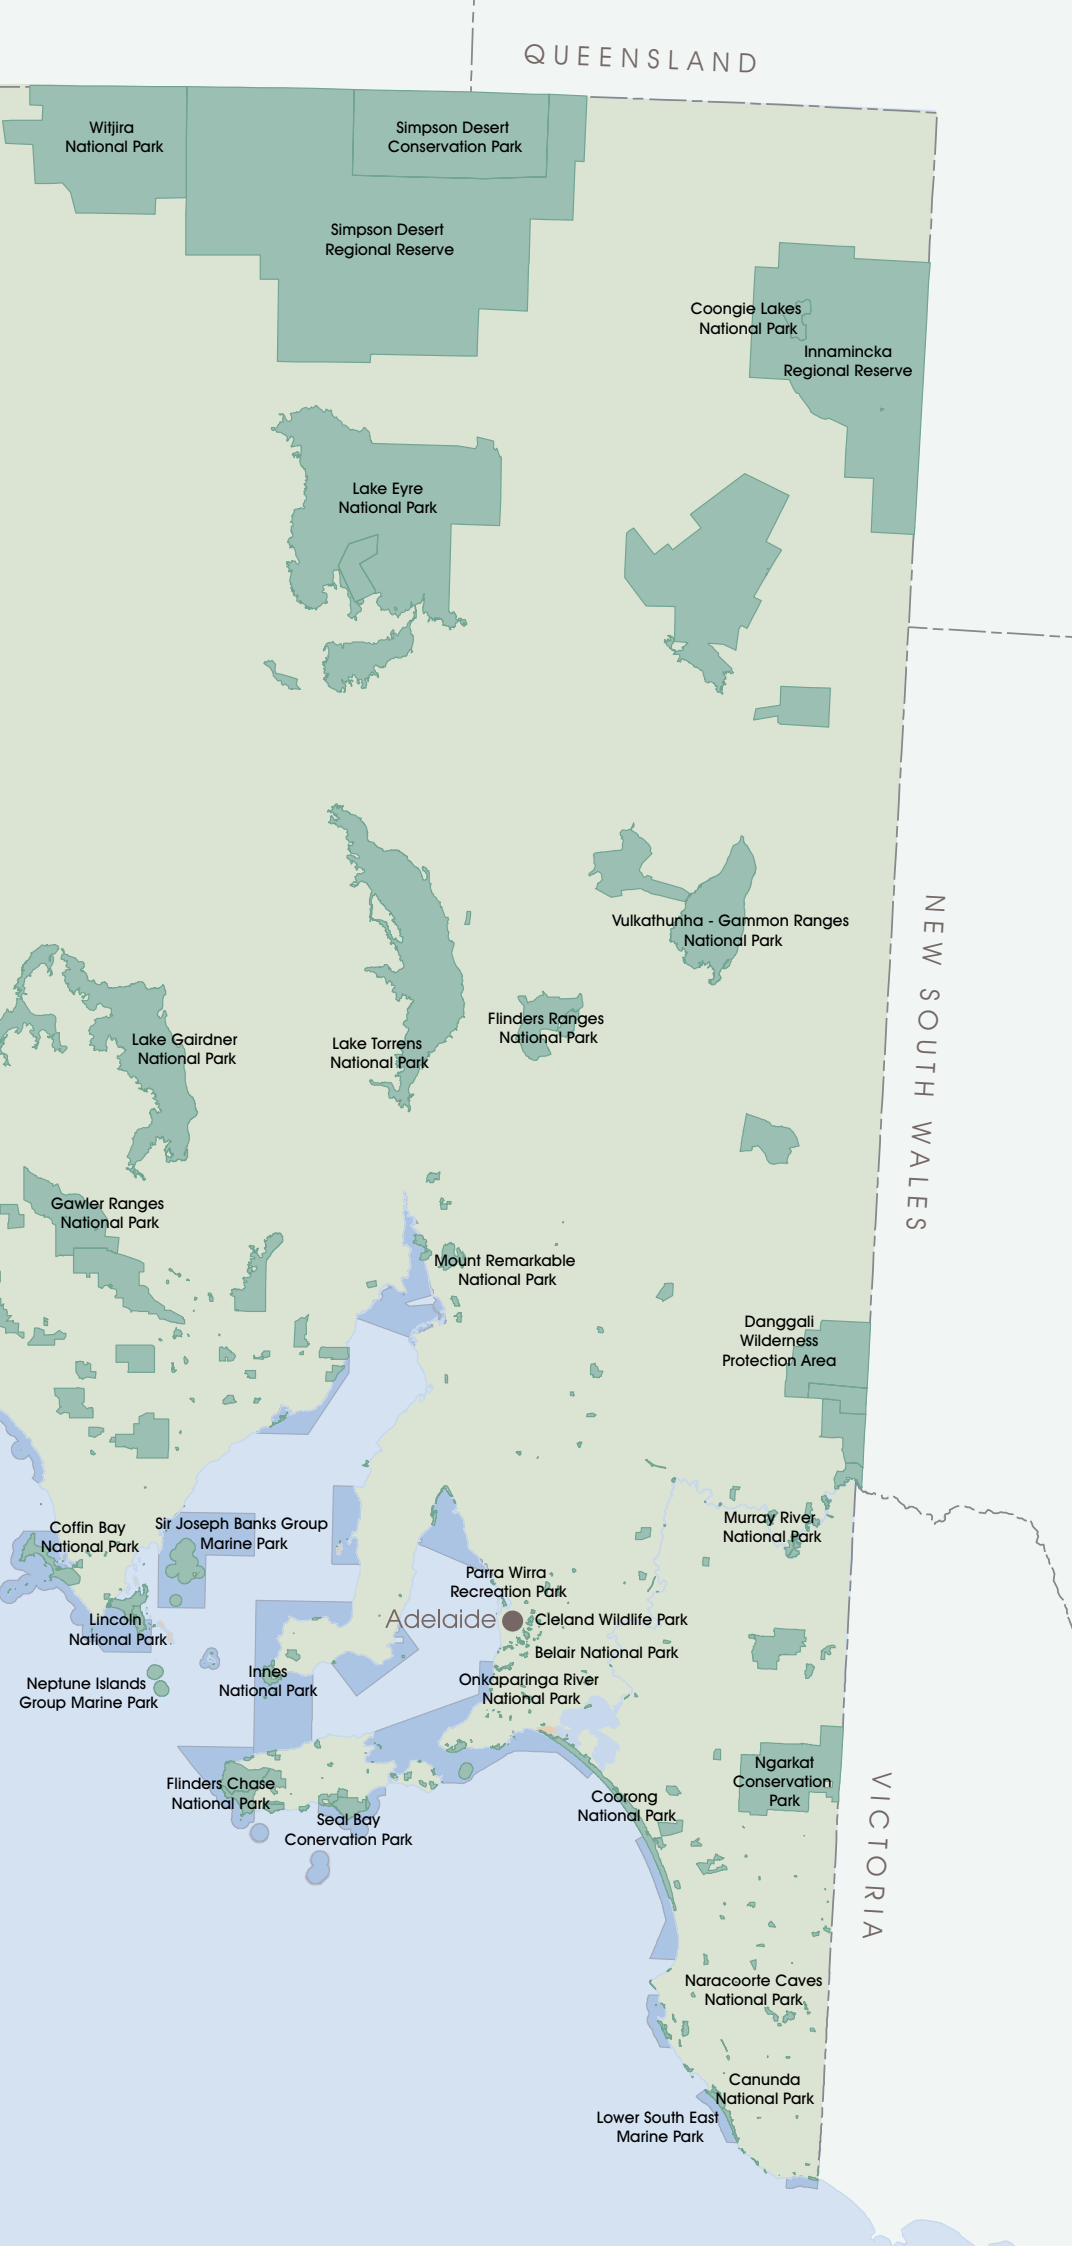 QUEENSLAND
Witjira
National Park
Simpson Desert
Conservation Park
Simpson Desert
Regional Reserve
Coongie Lakes
National Park
Innamincka
Regional Reserve
Lake Eyre
National Park
NEW SOUTH WALES
Vulkathunha - Gammon Ranges
National Park
Flinders Ranges
National Park
Lake Gairdner
National Park
Lake Torrens
National Park
Gawler Ranges
National Park
Mount Remarkable
National Park
Danggali
Wilderness
Protection Area
Murray River
National Park
Coffin Bay
National Park
Sir Joseph Banks Group
Marine Park
Parra Wirra
Recreation Park
Adelaide
Cleland Wildlife Park
Lincoln
National Park
Belair National Park
Innes
National Park
Onkaparinga River
National Park
Neptune Islands
Group Marine Park
Ngarkat
Conservation
Park
VICTORIA
Flinders Chase
National Park
Coorong
National Park
Seal Bay
Conervation Park
Naracoorte Caves
National Park
Canunda
National Park
Lower South East
Marine Park